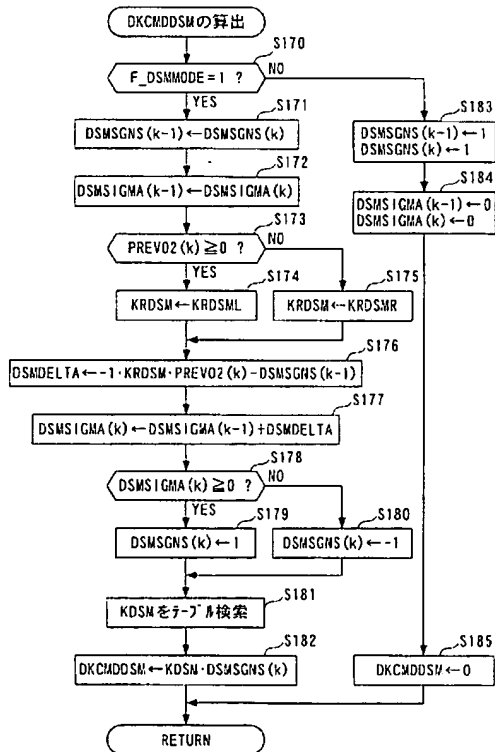 DKCMDDSMの算出
S170
F_DSMMODE=1 ?
NO
YES
S171
DSMSGNS(k-1)←DSMSGNS(k)
S172
DSMSIGMA(k-1)←DSMSIGMA(k)
S173
PREVO2(k)≧0 ?
NO
YES
S174
KRDSM←KRDSML
S175
KRDSM←KRDSMR
S176
DSMDELTA←-1·KRDSM·PREVO2(k)-DSMSGNS(k-1)
S177
DSMSIGMA(k)←DSMSIGMA(k-1)+DSMDELTA
S178
DSMSIGMA(k)≧0 ?
NO
YES
S179
DSMSGNS(k)←1
S180
DSMSGNS(k)←-1
S181
KDSMをテーブル検索
S182
DKCMDDSM←KDSM·DSMSGNS(k)
S183
DSMSGNS(k-1)←1
DSMSGNS(k)←1
S184
DSMSIGMA(k-1)←0
DSMSIGMA(k)←0
S185
DKCMDDSM←0
RETURN